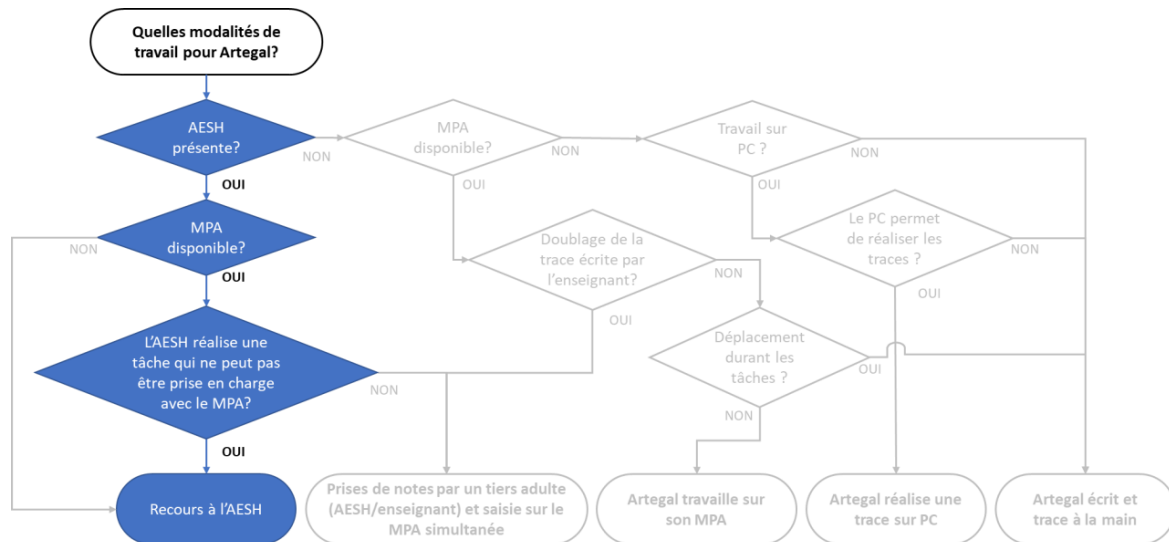 Quelles modalités de
travail pour Artegal?
AESH
présente?
NON
OUI
MPA
disponible?
NON
OUI
Travail sur
PC ?
NON
OUI
MPA
disponible?
NON
OUI
Doublage de la
trace écrite par
l'enseignant?
NON
OUI
Le PC permet
de réaliser les
traces ?
NON
OUI
L'AESH réalise une
tâche qui ne peut pas
être prise en charge
avec le MPA?
NON
OUI
Déplacement
durant les
tâches ?
OUI
NON
Recours à l'AESH
Prises de notes par un tiers adulte
(AESH/enseignant) et saisie sur le
MPA simultanée
Artegal travaille sur
son MPA
Artegal réalise une
trace sur PC
Artegal écrit et
trace à la main